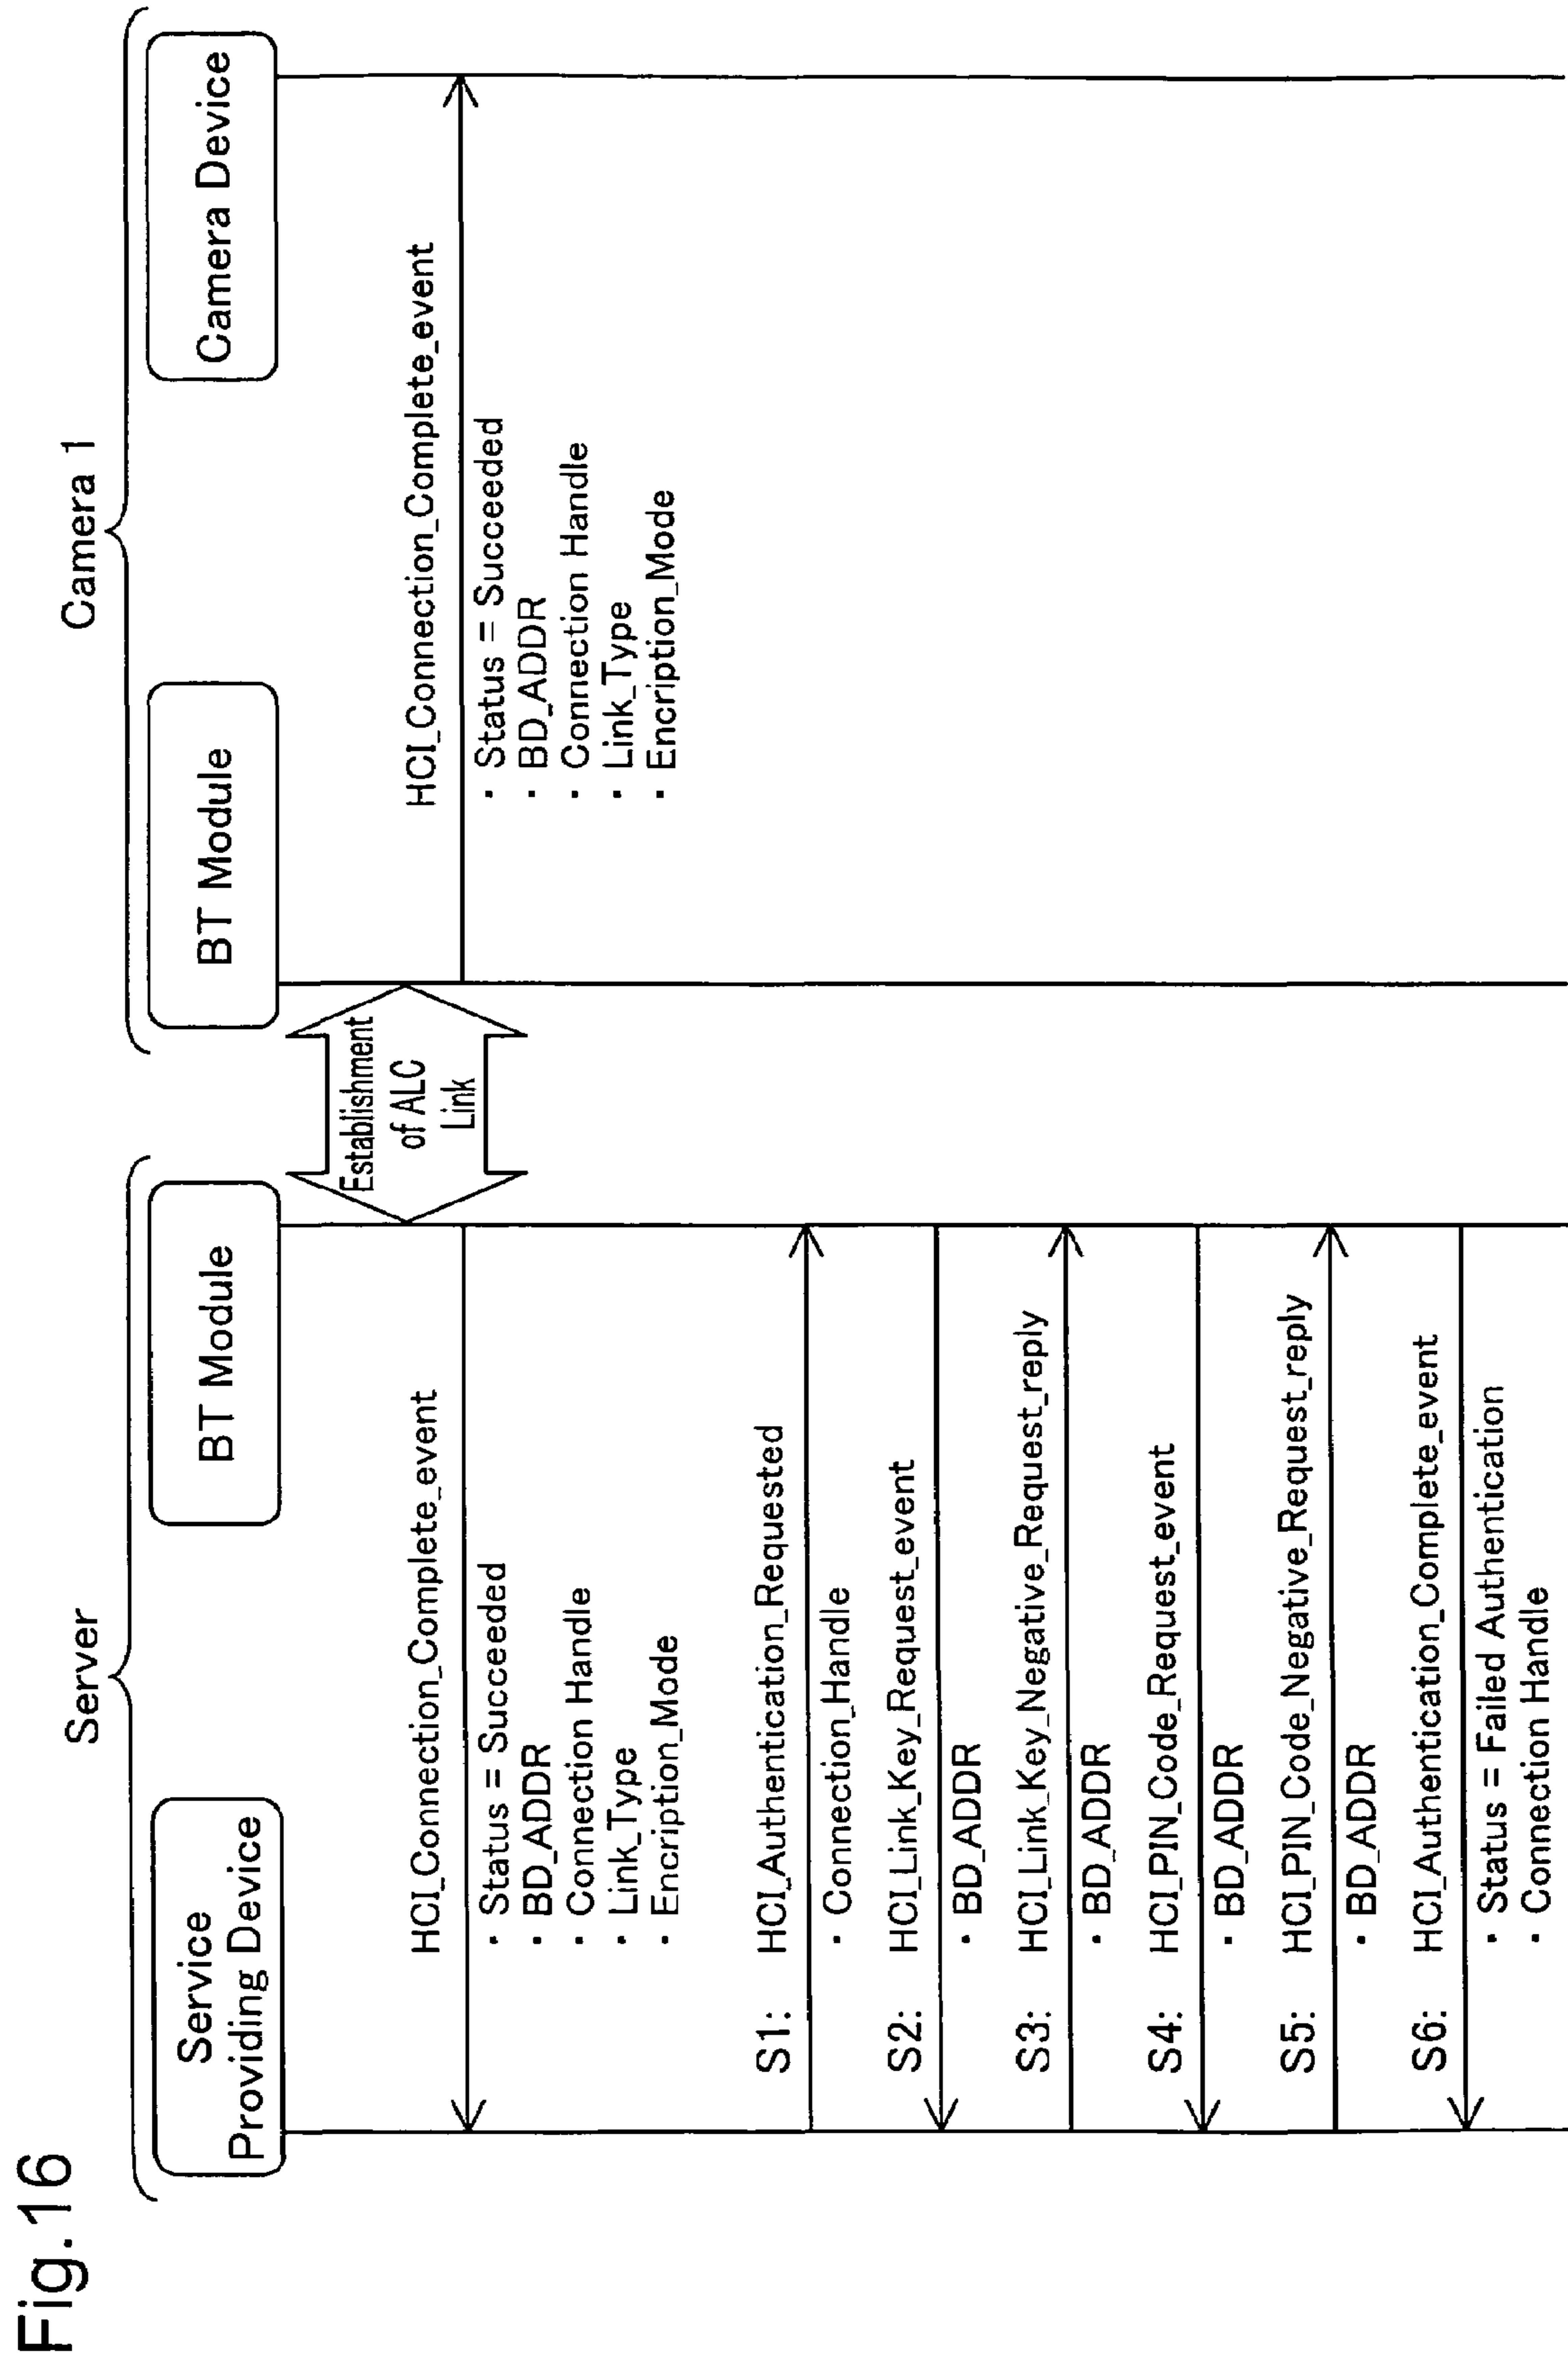 Fig.16
Server
Camera 1
Service
Providing Device
BT Module
BT Module
Camera Device
Establishment
of ALC
Link
HCI_Connection_Complete_event
· Status = Succeeded
· BD_ADDR
· Connection Handle
· Link_Type
· Encription_Mode
HCI_Connection_Complete_event
· Status = Succeeded
· BD_ADDR
· Connection Handle
· Link_Type
· Encription_Mode
S1: HCI_Authentication_Requested
· Connection_Handle
S2: HCI_Link_Key_Request_event
· BD_ADDR
S3: HCI_Link_Key_Negative_Request_reply
· BD_ADDR
S4: HCI_PIN_Code_Request_event
· BD_ADDR
S5: HCI_PIN_Code_Negative_Request_reply
· BD_ADDR
S6: HCI_Authentication_Complete_event
· Status = Failed Authentication
· Connection Handle